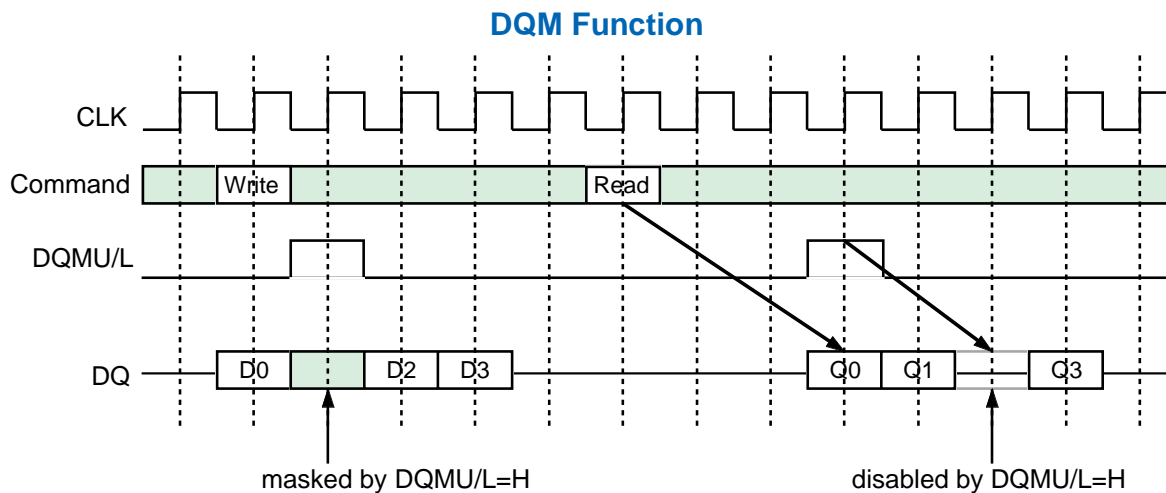 DQM Function
CLK
Command
Write
Read
DQMU/L
DQ
D0
D2
D3
Q0
Q1
Q3
masked by DQMU/L=H
disabled by DQMU/L=H